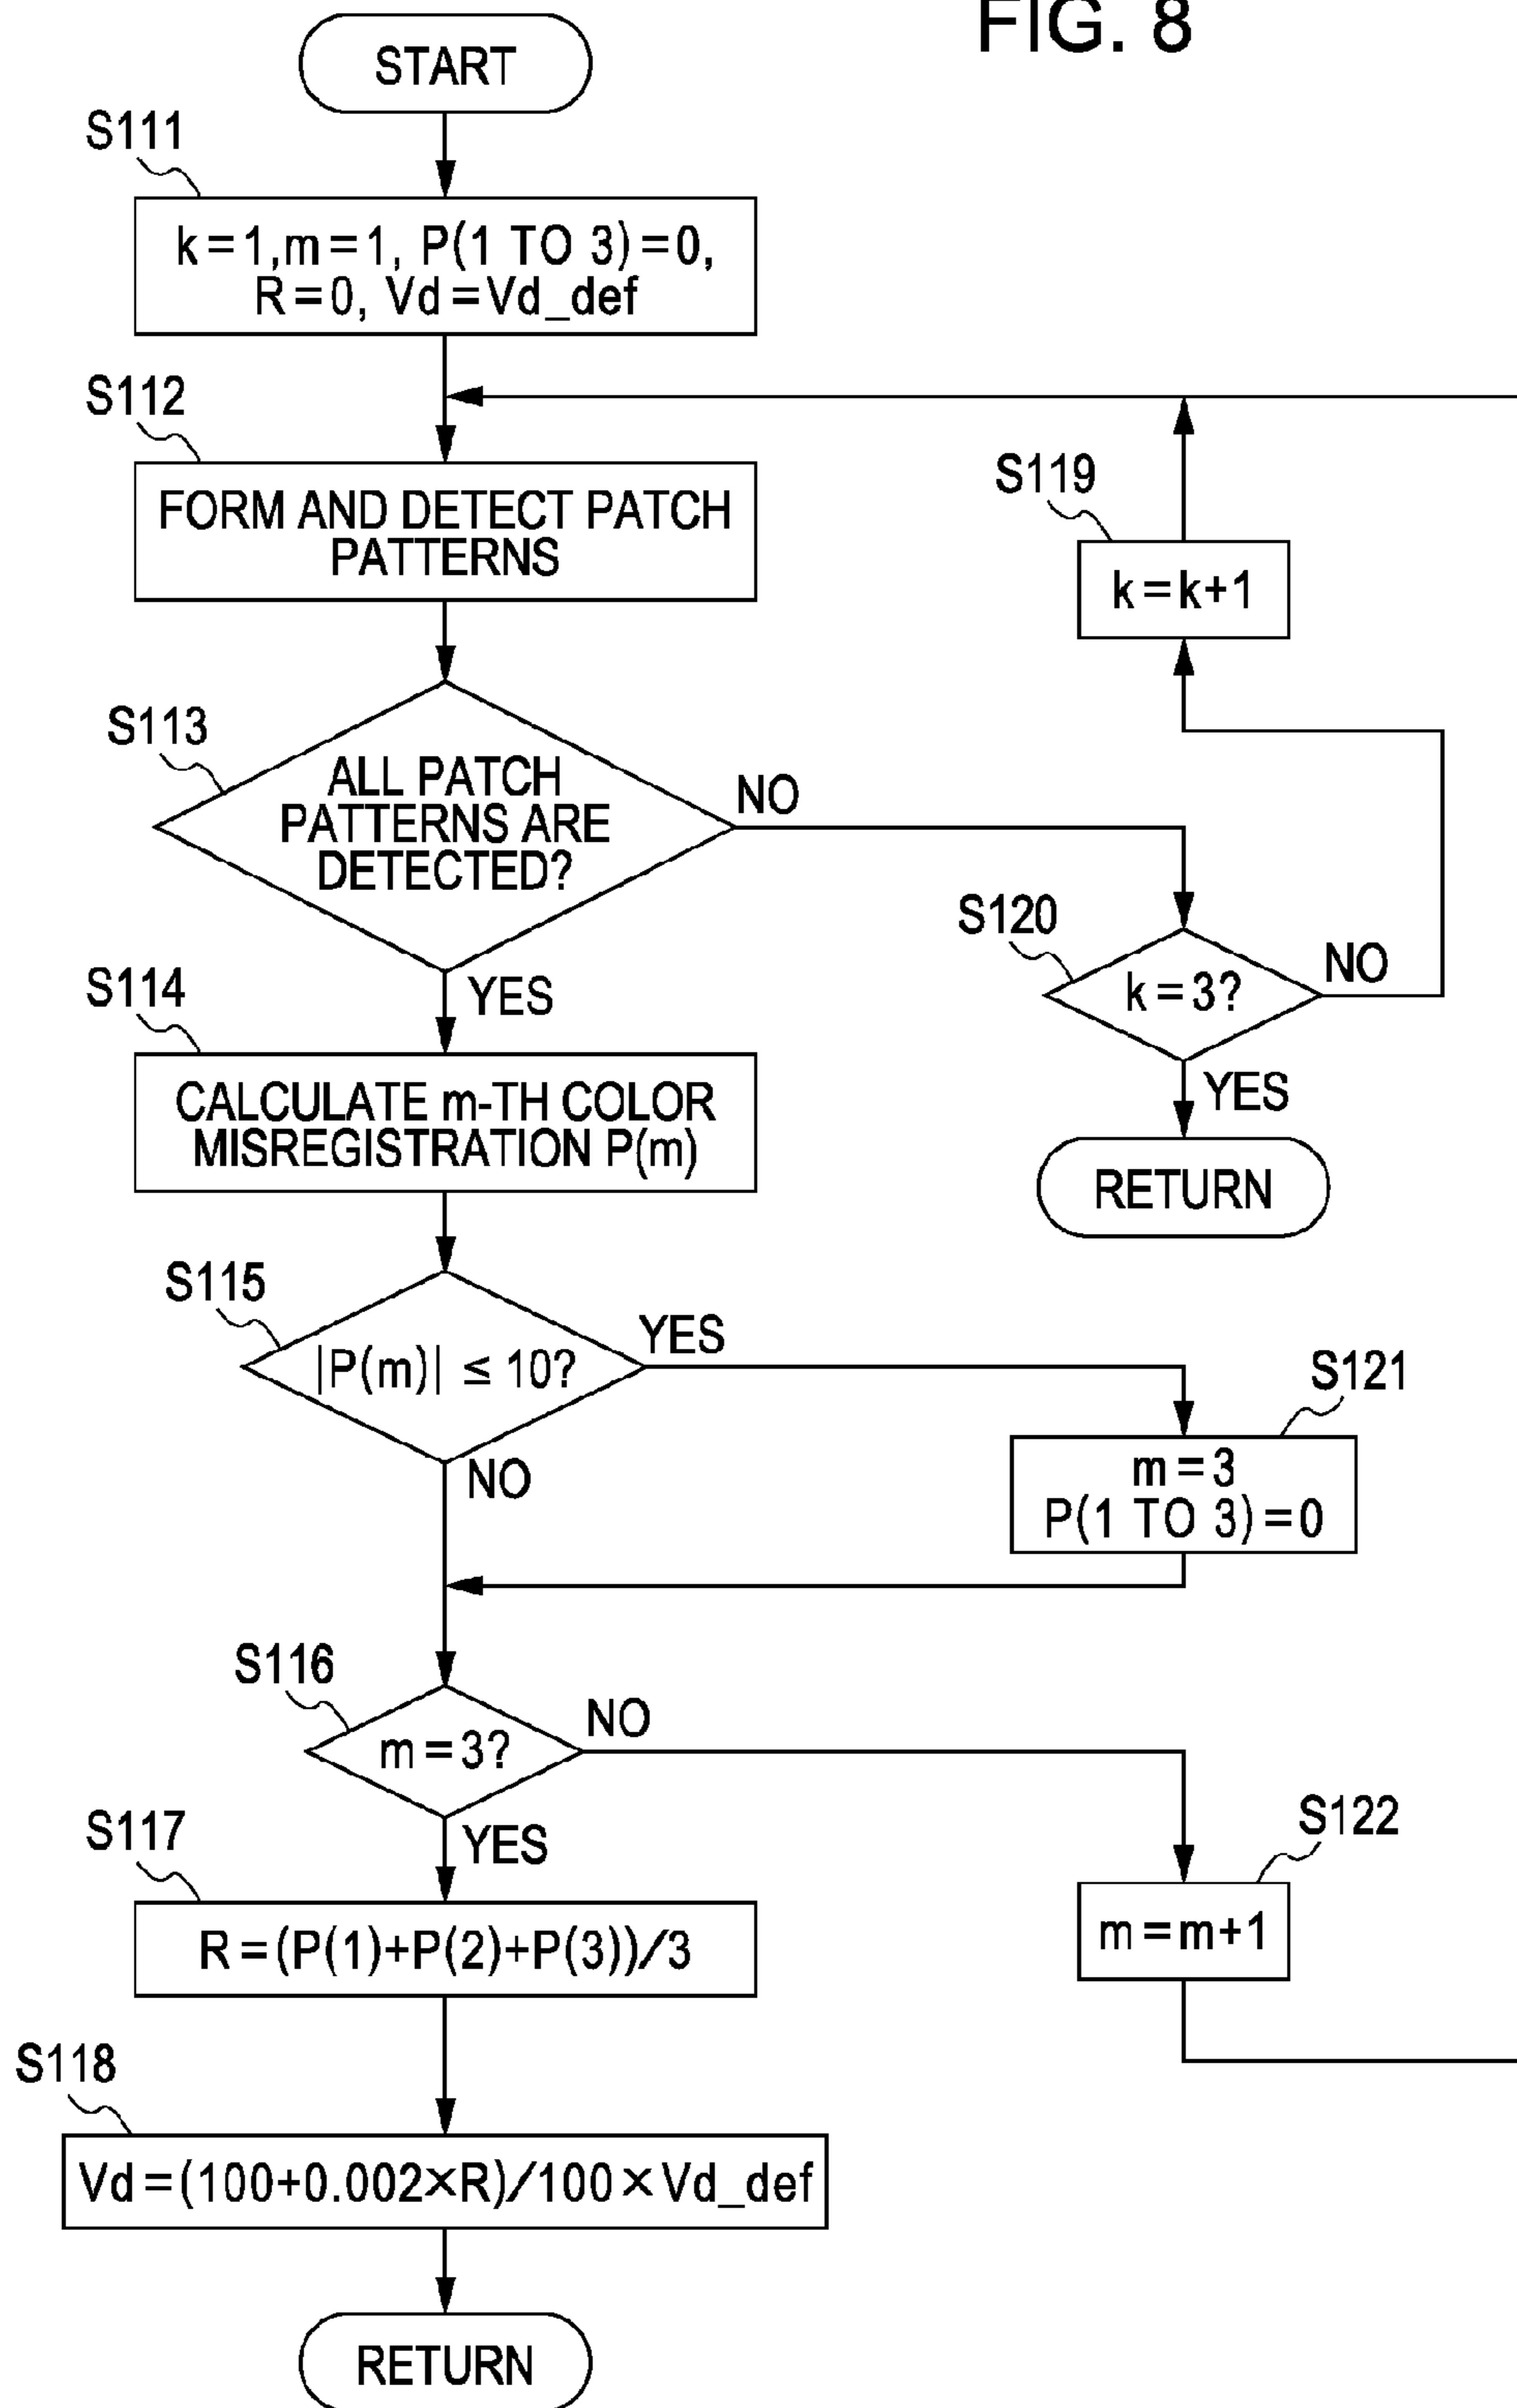 FIG. 8
START
S111
k=1,m=1, P(1 TO 3)=0,
R=0, Vd=Vd_def
S112
FORM AND DETECT PATCH
PATTERNS
S119
k=k+1
S113
ALL PATCH
PATTERNS ARE
DETECTED?
NO
S120
k=3?
NO
YES
RETURN
YES
S114
CALCULATE m-TH COLOR
MISREGISTRATION P(m)
S115
|P(m)| ≤ 10?
YES
S121
m=3
P(1 TO 3)=0
NO
S116
m=3?
NO
S122
m=m+1
YES
S117
R=(P(1)+P(2)+P(3))/3
S118
Vd=(100+0.002×R)/100×Vd_def
RETURN